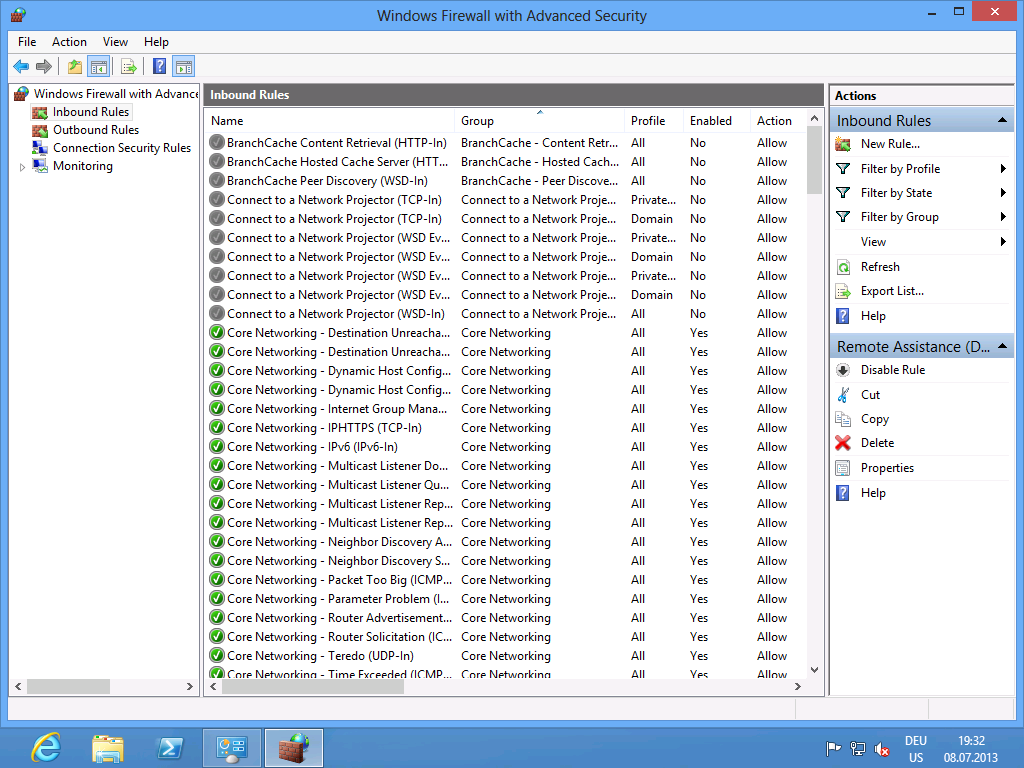 Windows Firewall with Advanced Security
File Action View Help
Windows Firewall with Advance
Inbound Rules
Outbound Rules
Connection Security Rules
Monitoring
Inbound Rules
Name Group Profile Enabled Action
BranchCache Content Retrieval (HTTP-In) BranchCache - Content Retr... All No Allow
BranchCache Hosted Cache Server (HTT... BranchCache - Hosted Cach... All No Allow
BranchCache Peer Discovery (WSD-In) BranchCache - Peer Discove... All No Allow
Connect to a Network Projector (TCP-In) Connect to a Network Proje... Private... No Allow
Connect to a Network Projector (TCP-In) Connect to a Network Proje... Domain No Allow
Connect to a Network Projector (WSD Ev... Connect to a Network Proje... Private... No Allow
Connect to a Network Projector (WSD Ev... Connect to a Network Proje... Domain No Allow
Connect to a Network Projector (WSD Ev... Connect to a Network Proje... Private... No Allow
Connect to a Network Projector (WSD Ev... Connect to a Network Proje... Domain No Allow
Connect to a Network Projector (WSD-In) Connect to a Network Proje... All No Allow
Core Networking - Destination Unreacha... Core Networking All Yes Allow
Core Networking - Destination Unreacha... Core Networking All Yes Allow
Core Networking - Dynamic Host Config... Core Networking All Yes Allow
Core Networking - Dynamic Host Config... Core Networking All Yes Allow
Core Networking - Internet Group Mana... Core Networking All Yes Allow
Core Networking - IPHTTPS (TCP-In) Core Networking All Yes Allow
Core Networking - IPv6 (IPv6-In) Core Networking All Yes Allow
Core Networking - Multicast Listener Do... Core Networking All Yes Allow
Core Networking - Multicast Listener Qu... Core Networking All Yes Allow
Core Networking - Multicast Listener Rep... Core Networking All Yes Allow
Core Networking - Multicast Listener Rep... Core Networking All Yes Allow
Core Networking - Neighbor Discovery A... Core Networking All Yes Allow
Core Networking - Neighbor Discovery S... Core Networking All Yes Allow
Core Networking - Packet Too Big (ICMP... Core Networking All Yes Allow
Core Networking - Parameter Problem (I... Core Networking All Yes Allow
Core Networking - Router Advertisement... Core Networking All Yes Allow
Core Networking - Router Solicitation (IC... Core Networking All Yes Allow
Core Networking - Teredo (UDP-In) Core Networking All Yes Allow
Core Networking - Time Exceeded (ICMP... Core Networking All Yes Allow
Actions
Inbound Rules
New Rule...
Filter by Profile
Filter by State
Filter by Group
View
Refresh
Export List...
Help
Remote Assistance (D...
Disable Rule
Cut
Copy
Delete
Properties
Help
DEU 19:32
US 08.07.2013